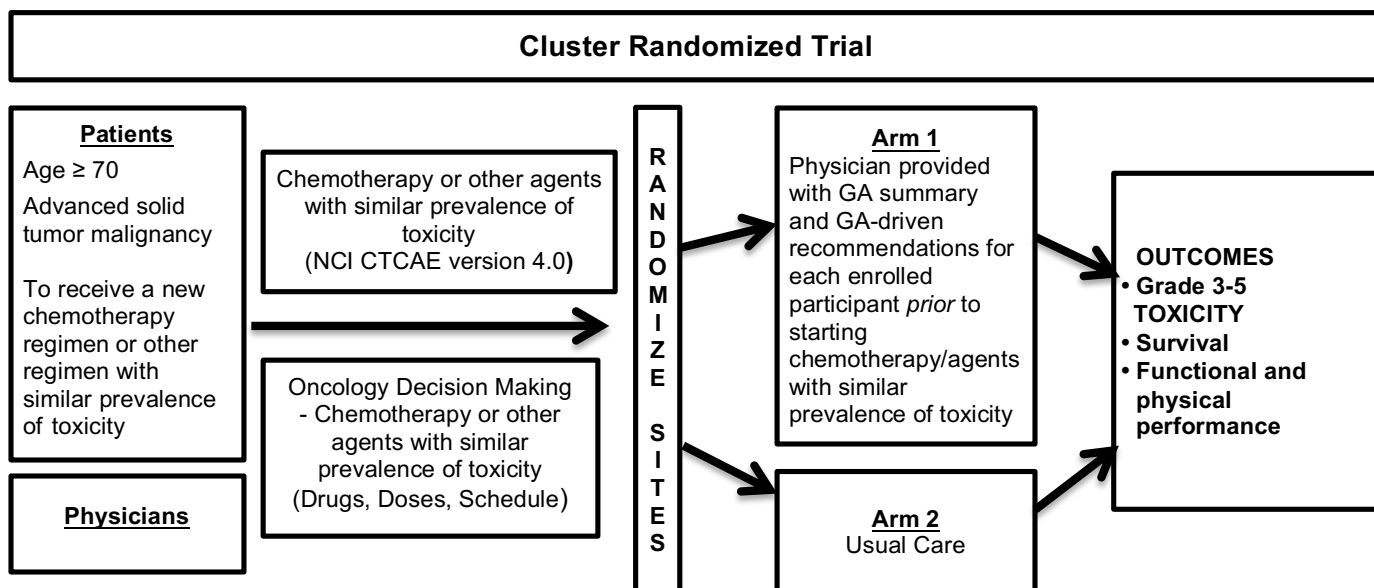 Cluster Randomized Trial
Patients
Age ≥ 70
Advanced solid
tumor malignancy
To receive a new
chemotherapy
regimen or other
regimen with
similar prevalence
of toxicity
Physicians
Chemotherapy or other agents
with similar prevalence of
toxicity
(NCI CTCAE version 4.0)
Oncology Decision Making
- Chemotherapy or other
agents with similar
prevalence of toxicity
(Drugs, Doses, Schedule)
R
A
N
D
O
M
I
Z
E
S
I
T
E
S
Arm 1
Physician provided
with GA summary
and GA-driven
recommendations for
each enrolled
participant prior to
starting
chemotherapy/agents
with similar
prevalence of toxicity
Arm 2
Usual Care
OUTCOMES
• Grade 3-5
TOXICITY
• Survival
• Functional and
physical
performance